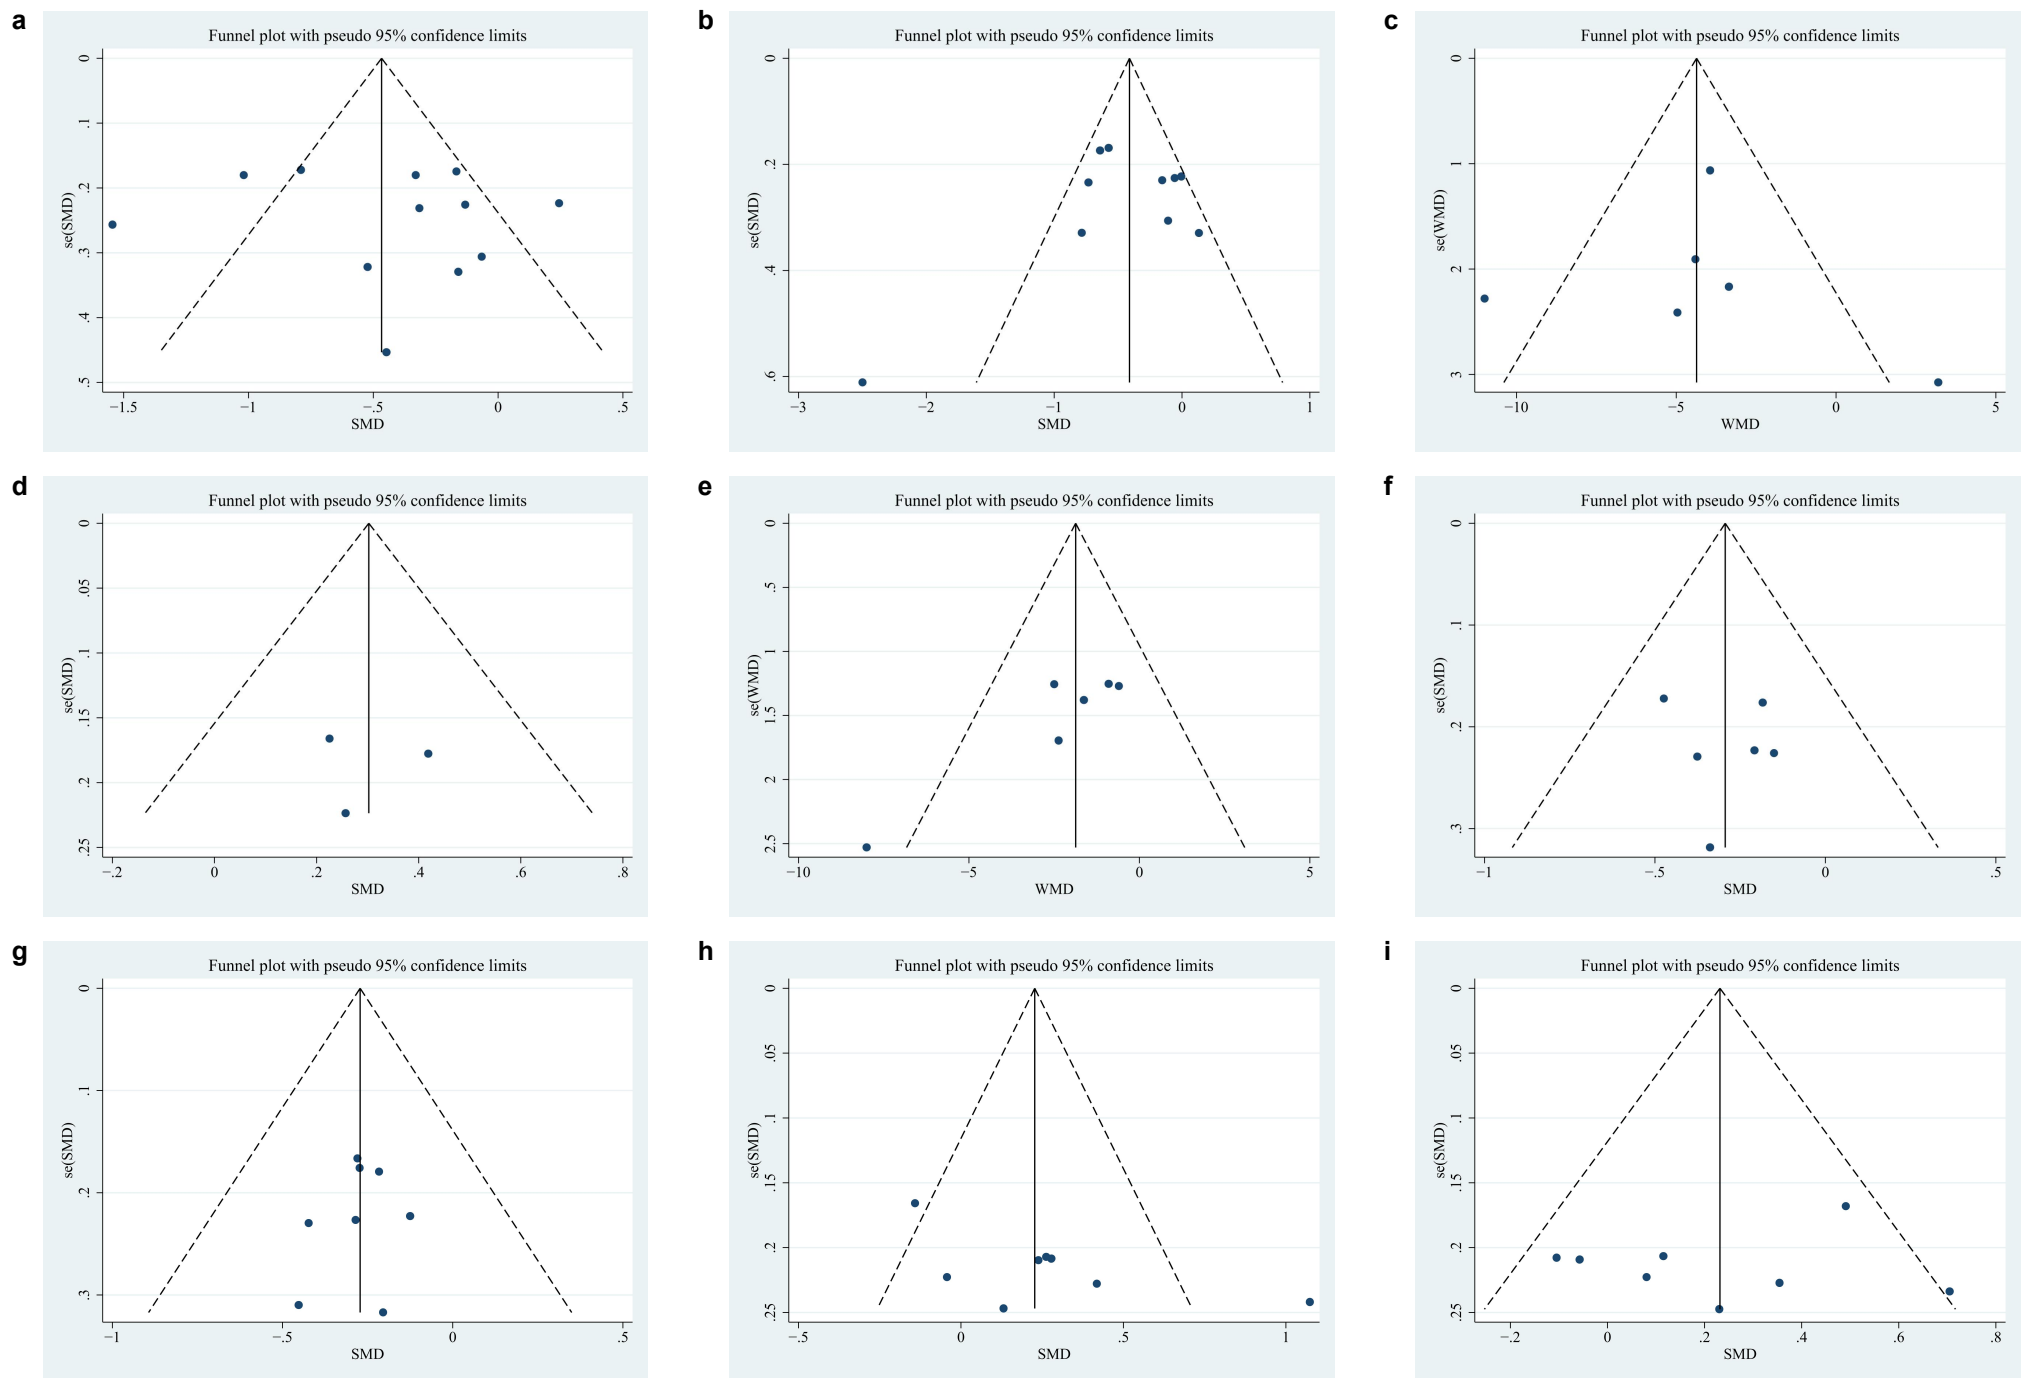 a
Funnel plot with pseudo 95% confidence limits
se(SMD)
0
.1
.2
.3
.4
.5
−1.5
−1
−.5
0
.5
SMD
b
Funnel plot with pseudo 95% confidence limits
se(SMD)
0
.2
.4
.6
−3
−2
−1
0
1
SMD
c
Funnel plot with pseudo 95% confidence limits
se(WMD)
0
1
2
3
−10
−5
0
5
WMD
d
Funnel plot with pseudo 95% confidence limits
se(SMD)
0
.05
.1
.15
.2
.25
−.2
0
.2
.4
.6
.8
SMD
e
Funnel plot with pseudo 95% confidence limits
se(WMD)
0
.5
1
1.5
2
2.5
−10
−5
0
5
WMD
f
Funnel plot with pseudo 95% confidence limits
se(SMD)
0
.1
.2
.3
−1
−.5
0
.5
SMD
g
Funnel plot with pseudo 95% confidence limits
se(SMD)
0
.1
.2
.3
−1
−.5
0
.5
SMD
h
Funnel plot with pseudo 95% confidence limits
se(SMD)
0
.05
.1
.15
.2
.25
−.5
0
.5
1
SMD
i
Funnel plot with pseudo 95% confidence limits
se(SMD)
0
.05
.1
.15
.2
.25
−.2
0
.2
.4
.6
.8
SMD